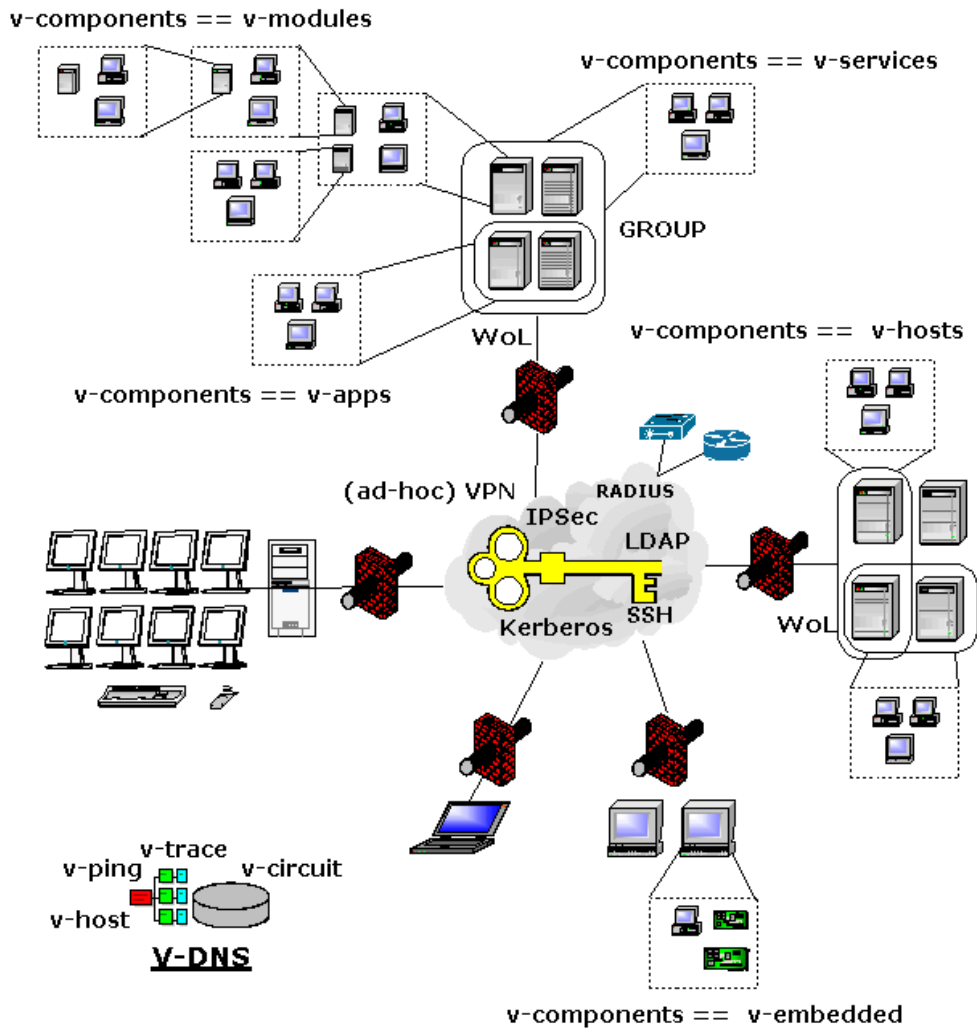 v-components == v-modules
v-components == v-services
GROUP
WoL
v-components == v-hosts
v-components == v-apps
(ad-hoc) VPN
RADIUS
IPSec
LDAP
SSH
Kerberos
WoL
v-trace
v-ping
v-circuit
v-host
V-DNS
v-components == v-embedded